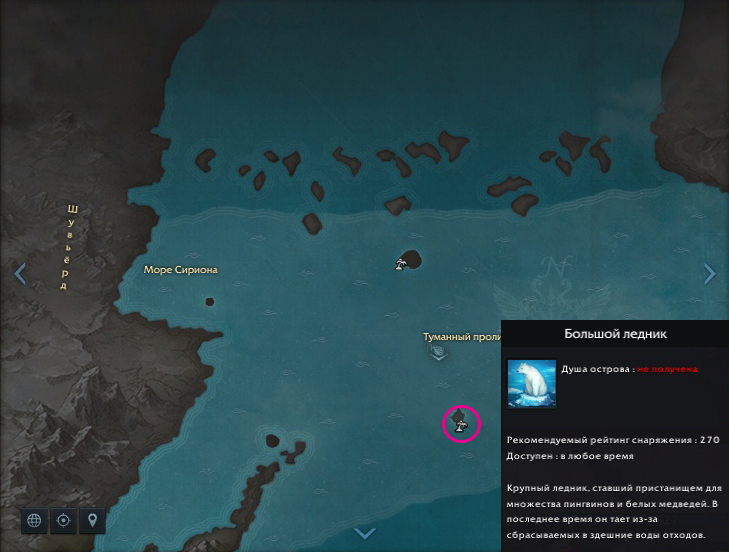 Шувьёрд
Море Сириона
Туманный проли
Большой ледник
Душа острова : не получена
Рекомендуемый рейтинг снаряжения : 270
Доступен : в любое время
Крупный ледник, ставший пристанищем для
множества пингвинов и белых медведей. В
последнее время он тает из-за
сбрасываемых в здешние воды отходов.